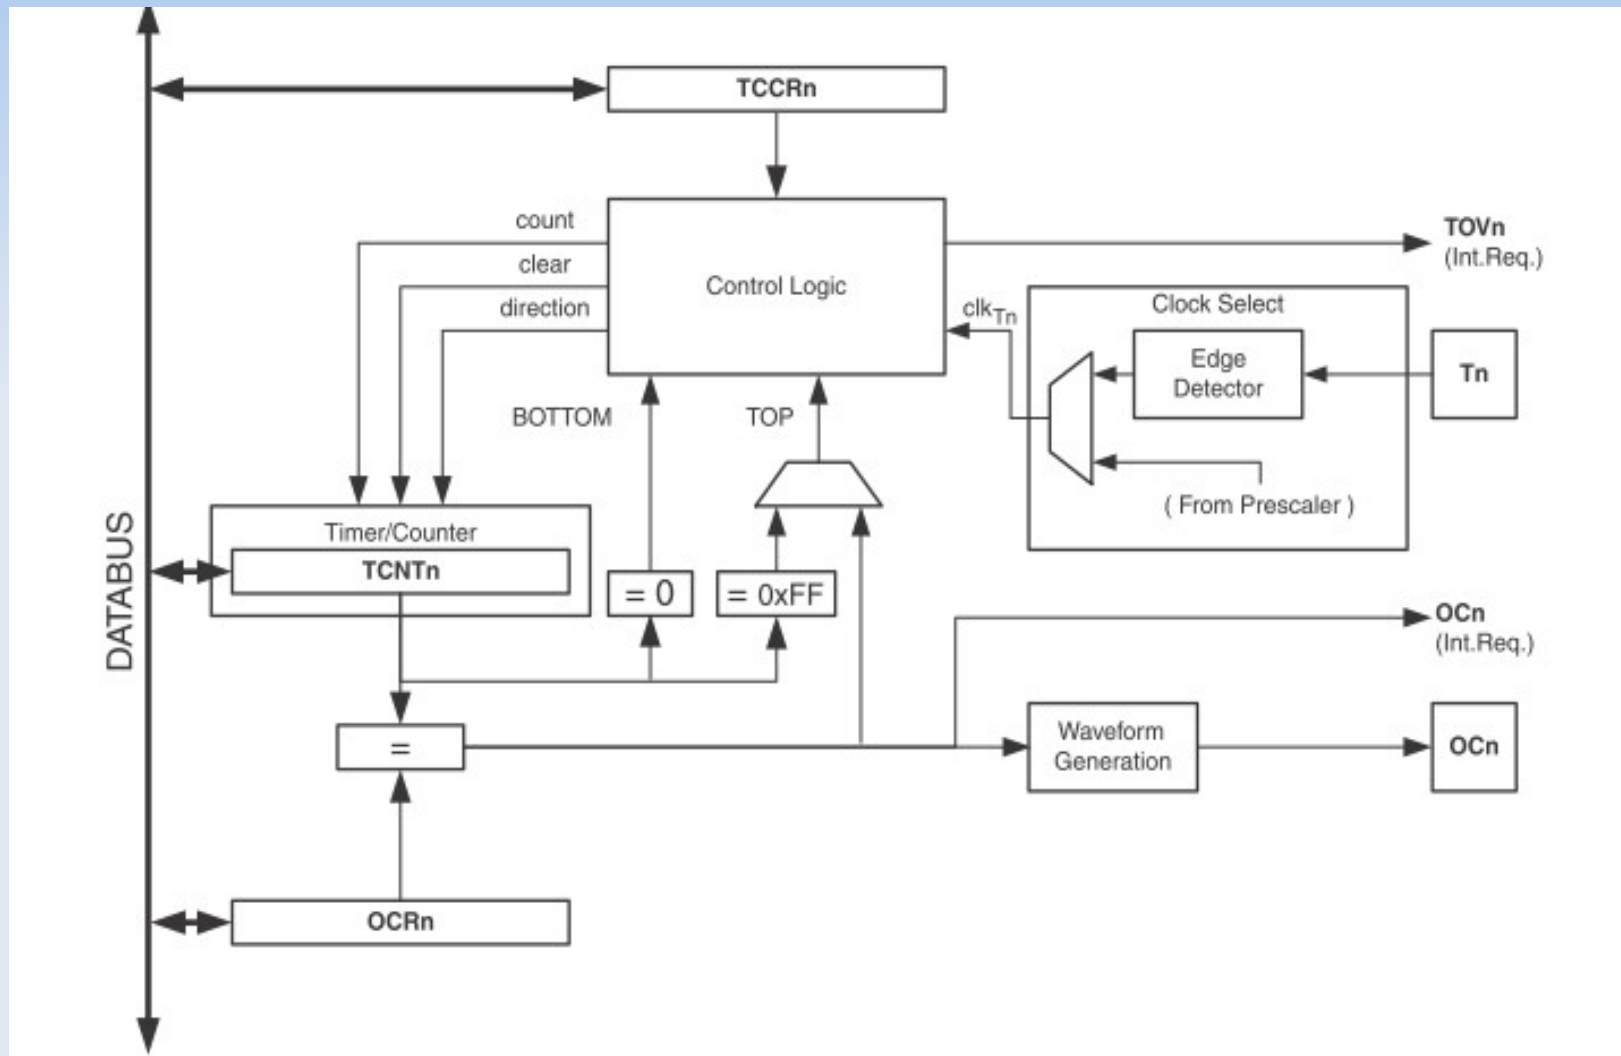 TCCRn
count
clear
direction
Control Logic
TOVn
(Int.Req.)
clkTn
Clock Select
Edge
Detector
Tn
(From Prescaler )
BOTTOM
TOP
DATABUS
Timer/Counter
TCNTn
= 0
= 0xFF
OCn
(Int.Req.)
=
Waveform
Generation
OCn
OCRn